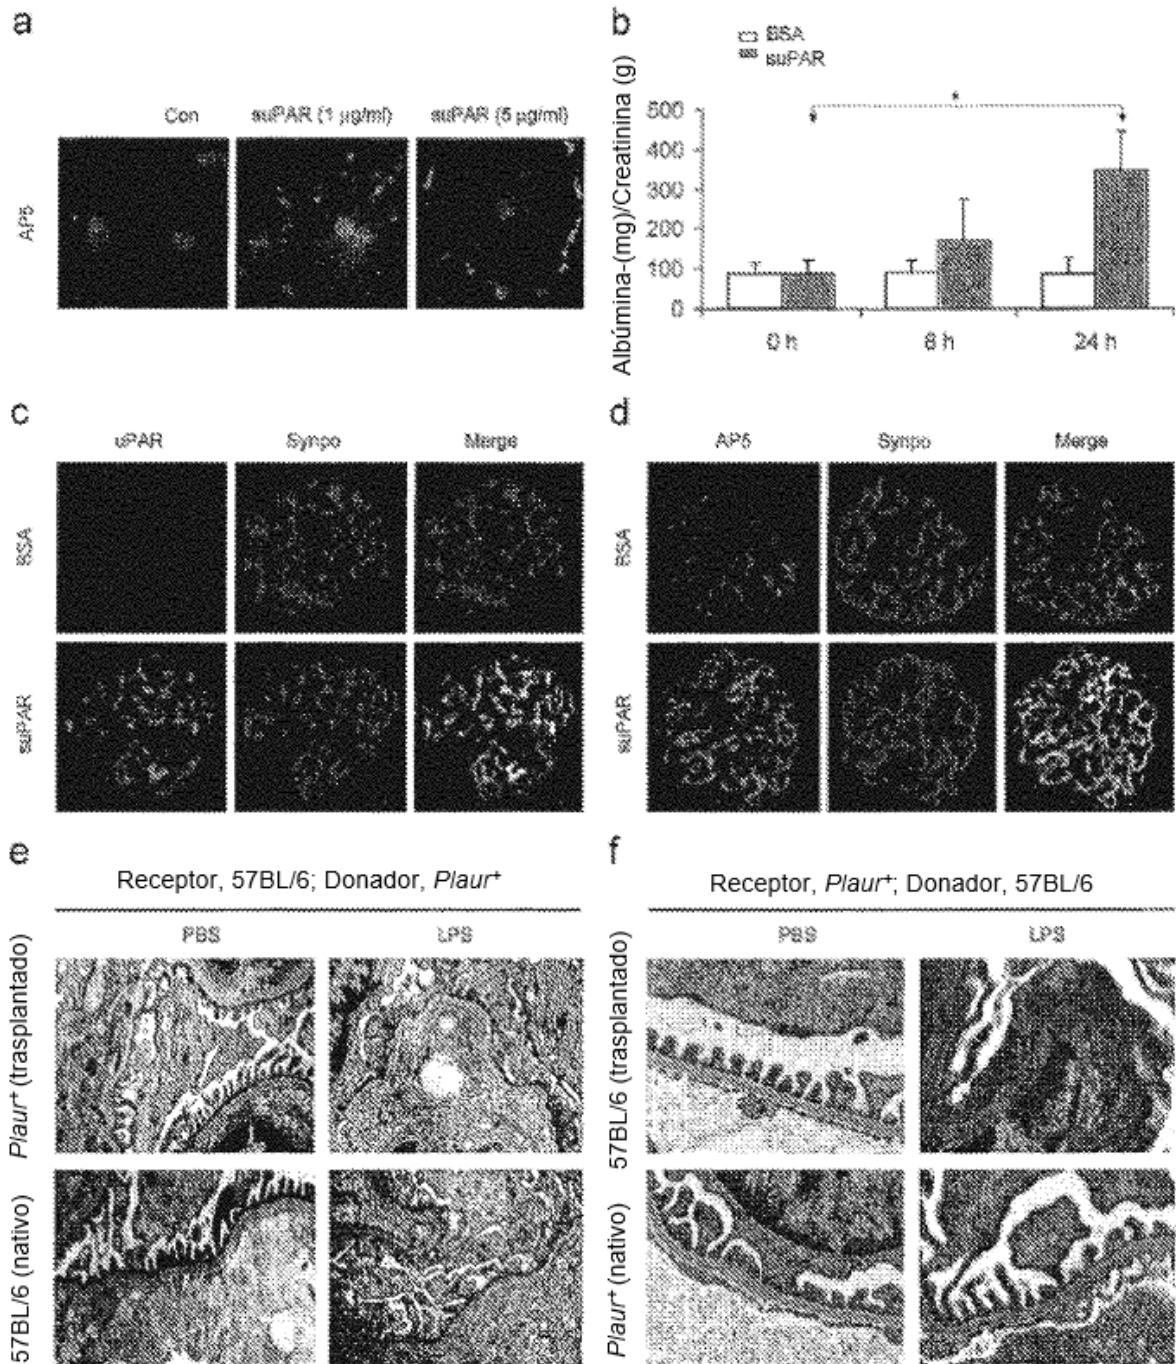 a
Con
suPAR (1 µg/ml)
suPAR (5 µg/ml)
AP5
b
BSA
suPAR
Albúmina-(mg)/Creatinina (g)
500
400
300
200
100
0
*
0 h
6 h
24 h
c
uPAR
Synpo
Merge
BSA
suPAR
d
AP5
Synpo
Merge
BSA
suPAR
e
Receptor, 57BL/6; Donador, Plaur⁺
PBS
LPS
Plaur⁺ (trasplantado)
57BL/6 (nativo)
f
Receptor, Plaur⁺; Donador, 57BL/6
PBS
LPS
57BL/6 (trasplantado)
Plaur⁺ (nativo)